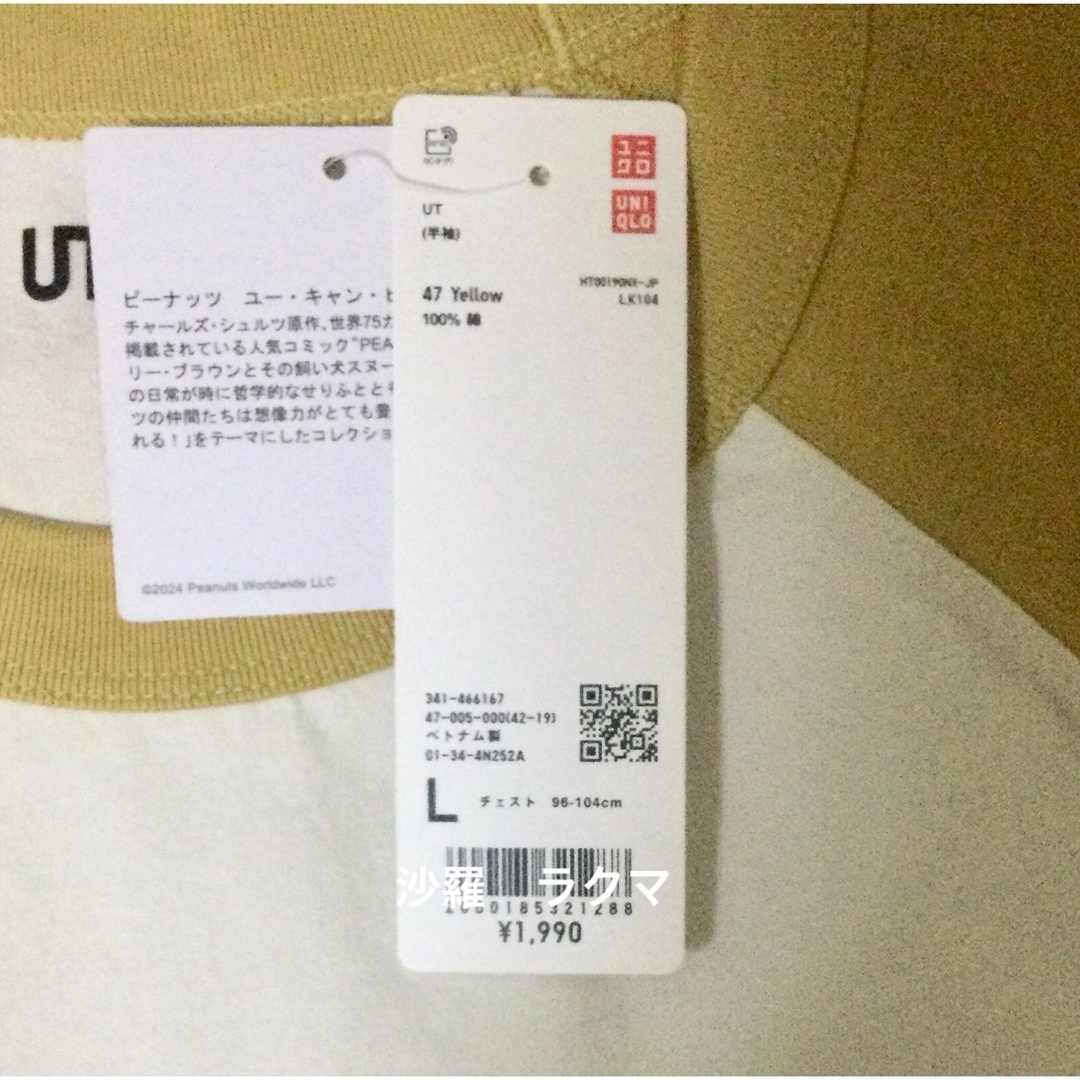 UT
ピーナッツ　ユー・キャン・
チャールズ・シュルツ原作、世界75カ
掲載されている人気コミック"PEA
リー・ブラウンとその飼い犬スヌー
の日常が時に哲学的なせりふとと
ツの仲間たちは想像力がとても豊
れる！」をテーマにしたコレクショ
©2024 Peanuts Worldwide LLC
ユニ
クロ
UNI
QLO
UT
(半袖)
HT00190NX-JP
LK104
47 Yellow
100% 綿
341-466167
47-005-000(42-19)
ベトナム製
01-34-4N252A
L チェスト 96-104cm
沙羅　ラクマ
2000185321288
¥1,990